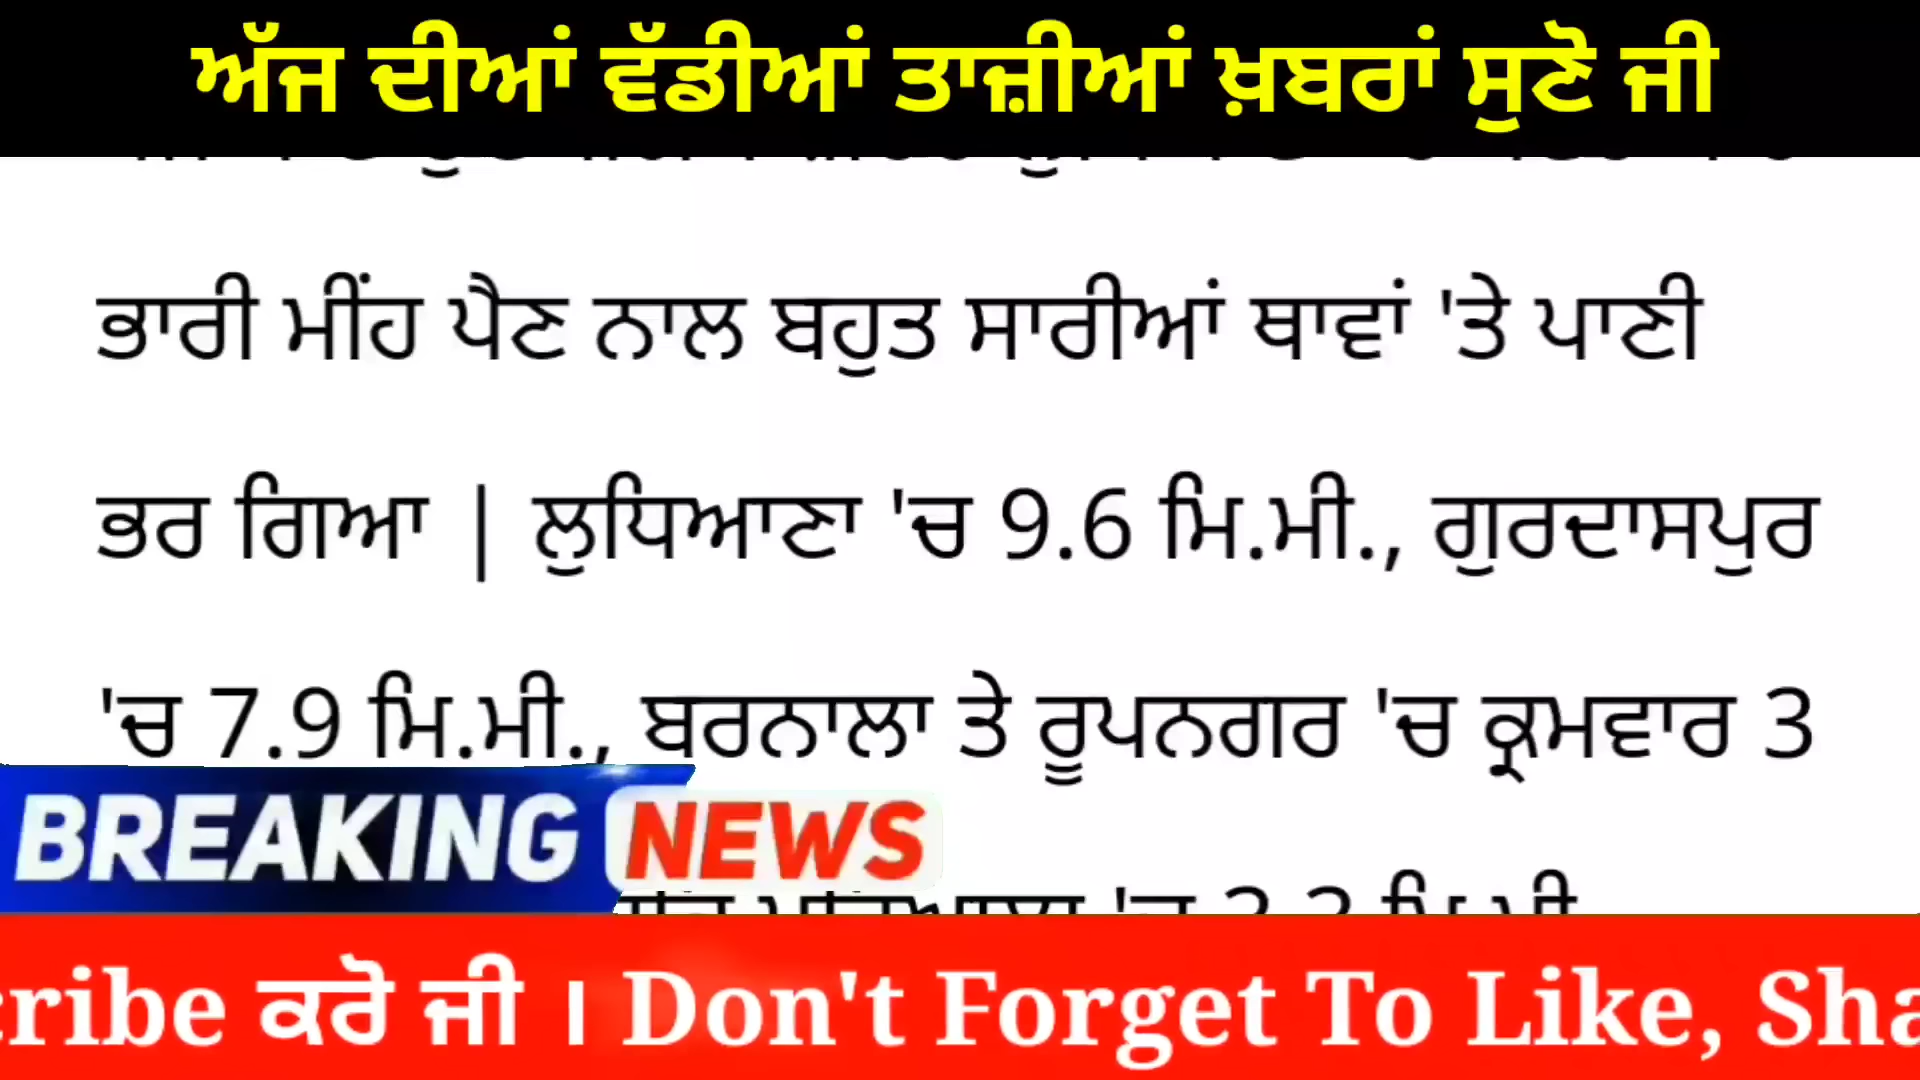 ਅੱਜ ਦੀਆਂ ਵੱਡੀਆਂ ਤਾਜ਼ੀਆਂ ਖ਼ਬਰਾਂ ਸੁਣੋ ਜੀ
ਭਾਰੀ ਮੀਂਹ ਪੈਣ ਨਾਲ ਬਹੁਤ ਸਾਰੀਆਂ ਥਾਵਾਂ 'ਤੇ ਪਾਣੀ
ਭਰ ਗਿਆ | ਲੁਧਿਆਣਾ 'ਚ 9.6 ਮਿ.ਮੀ., ਗੁਰਦਾਸਪੁਰ
'ਚ 7.9 ਮਿ.ਮੀ., ਬਰਨਾਲਾ ਤੇ ਰੂਪਨਗਰ 'ਚ ਕ੍ਰਮਵਾਰ 3
BREAKING NEWS
cribe ਕਰੋ ਜੀ । Don't Forget To Like, Sha